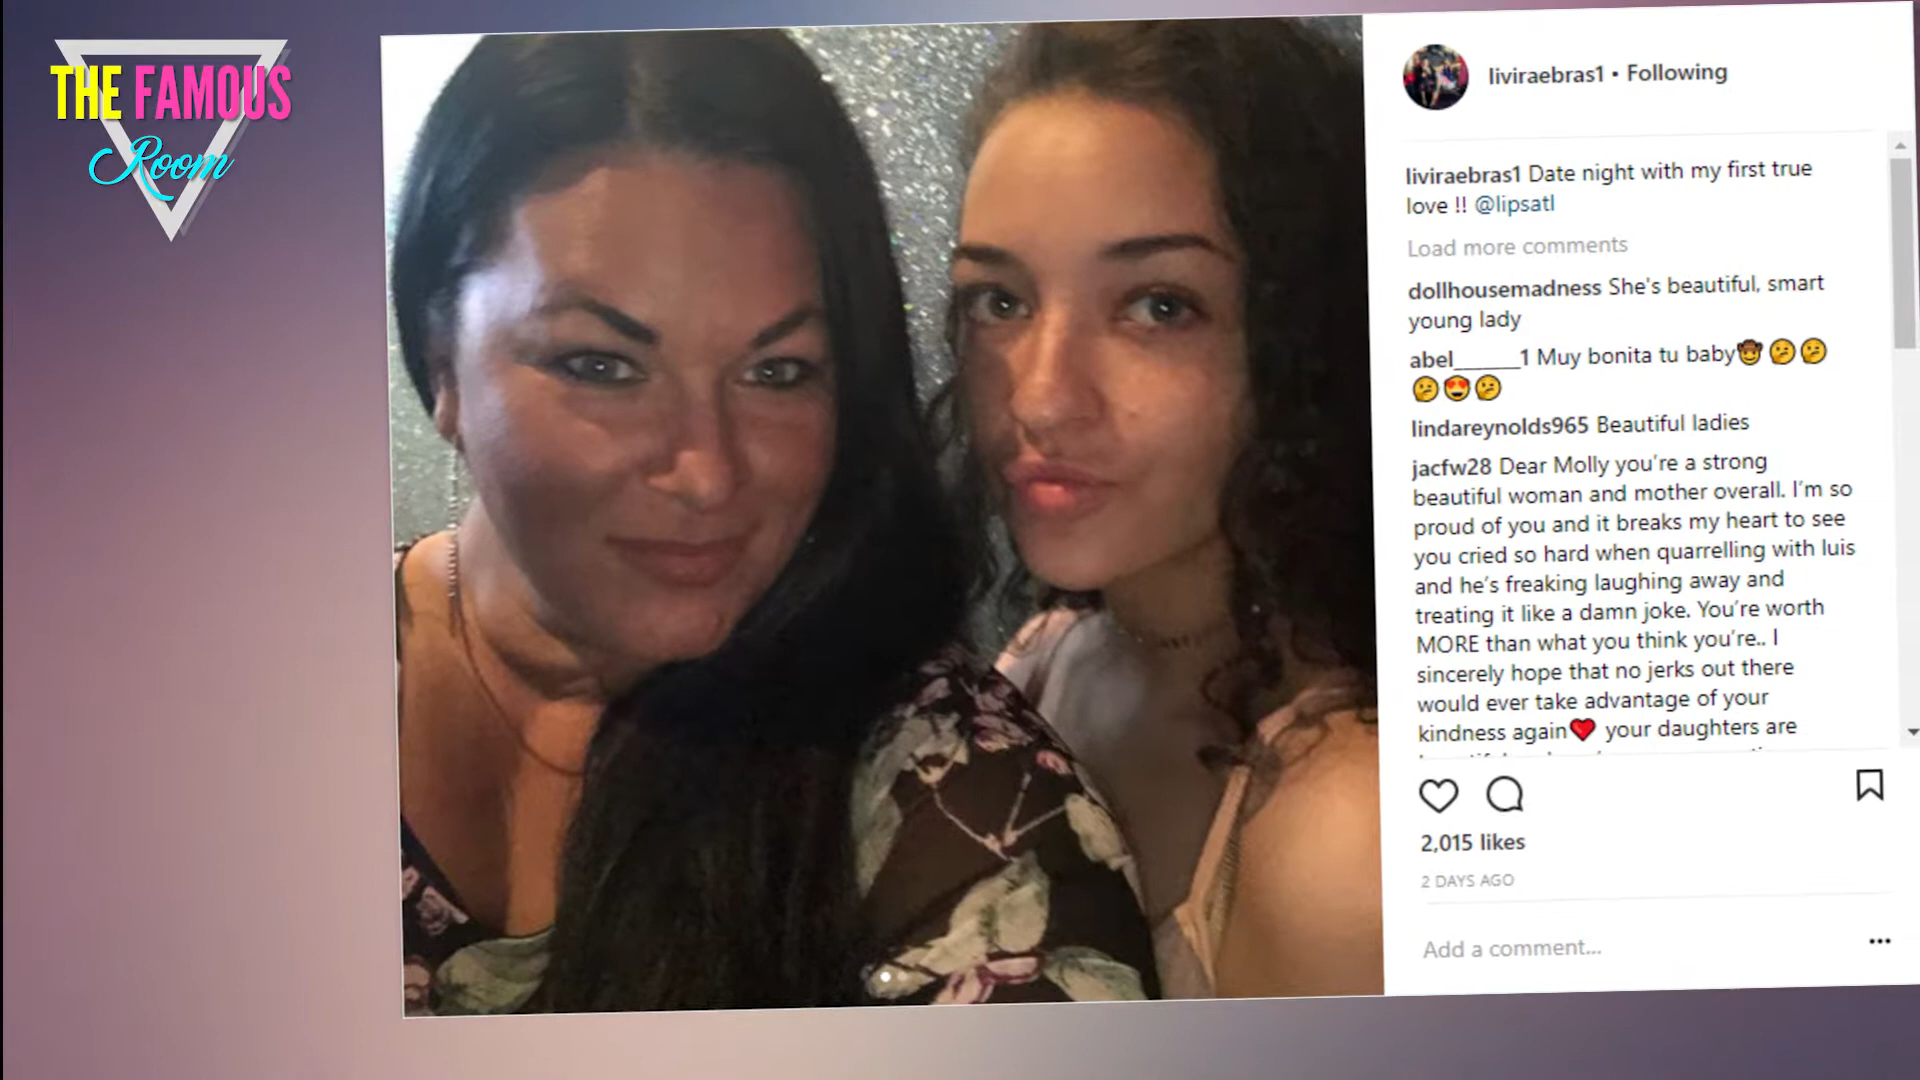 THE FAMOUS
Room
liviraebras1 • Following
liviraebras1 Date night with my first true
love !! @lipsatl
Load more comments
dollhousemadness She's beautiful, smart
young lady
abel______1 Muy bonita tu baby🤠🫤🫤
🫤😍🫤
lindareynolds965 Beautiful ladies
jacfw28 Dear Molly you're a strong
beautiful woman and mother overall. I'm so
proud of you and it breaks my heart to see
you cried so hard when quarrelling with luis
and he's freaking laughing away and
treating it like a damn joke. You're worth
MORE than what you think you're.. I
sincerely hope that no jerks out there
would ever take advantage of your
kindness again❤️ your daughters are
2,015 likes
2 DAYS AGO
Add a comment...